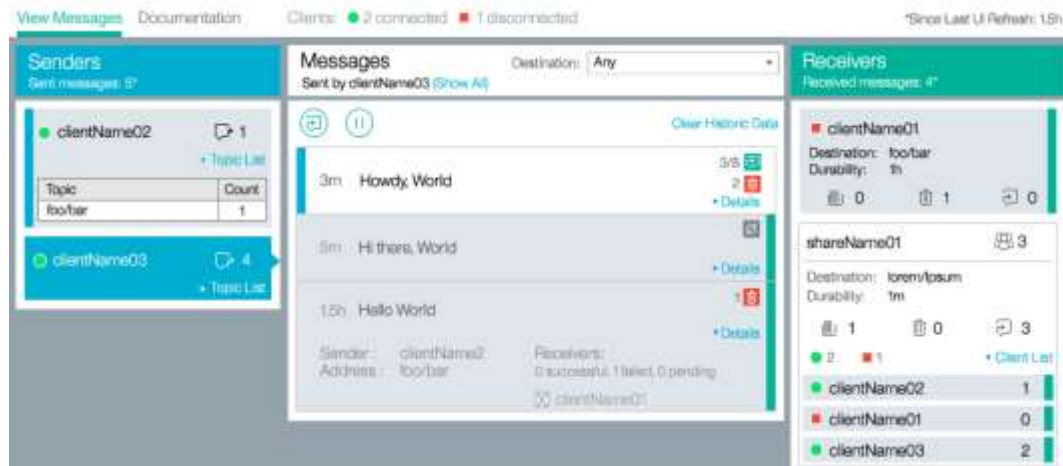 View Messages Documentation Clients: 2 connected 1 disconnected *Since Last UI Refresh: 1.5h
Senders
Sent messages: 5*
clientName02 1
Topic List
Topic Count
foo/bar 1
clientName03 4
Topic List
Messages Destination: Any
Sent by clientName03 (Show All)
Clear Historic Data
3m Howdy, World 3/5
2
Details
5m Hi there, World
Details
1.5h Hello World 1
Details
Sender: clientName2 Receivers:
Address: foo/bar 0 successful, 1 failed, 0 pending
clientName01
Receivers
Received messages: 4*
clientName01
Destination: foo/bar
Durability: 1h
0 1 0
shareName01 3
Destination: lorem/ipsum
Durability: 1m
1 0 3
2 1 Client List
clientName02 1
clientName01 0
clientName03 2